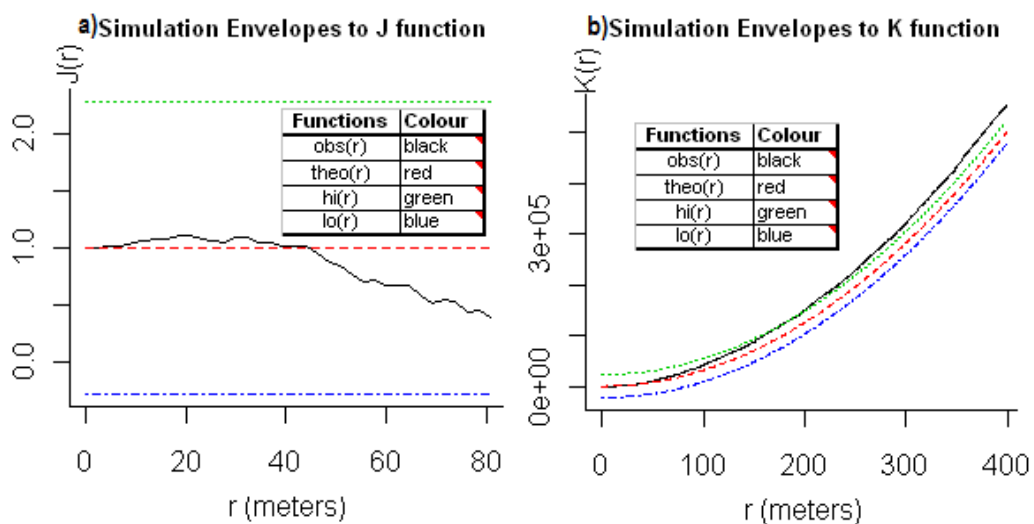 a)Simulation Envelopes to J function
J(r)
2.0
1.0
0.0
Functions Colour
obs(r) black
theo(r) red
hi(r) green
lo(r) blue
0 20 40 60 80
r (meters)
b)Simulation Envelopes to K function
K(r)
3e+05
0e+00
Functions Colour
obs(r) black
theo(r) red
hi(r) green
lo(r) blue
0 100 200 300 400
r (meters)